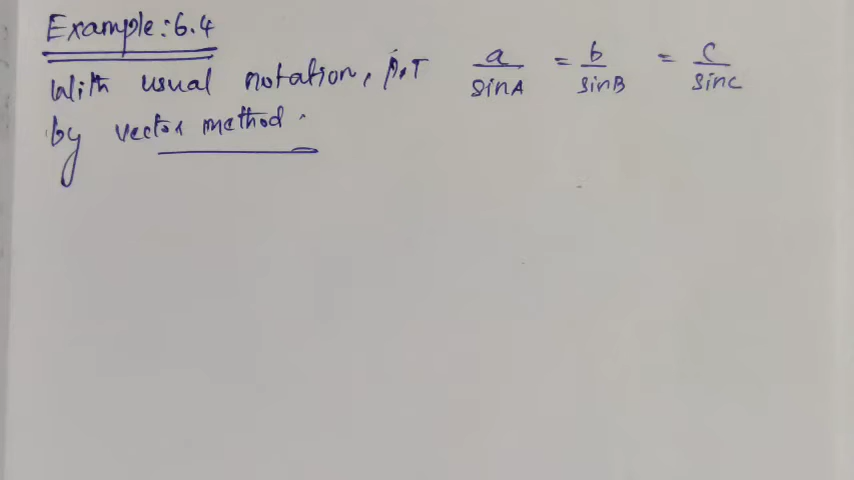 Example: 6.4
With usual notation, P.T a/sinA = b/sinB = c/sinC
by vector method.